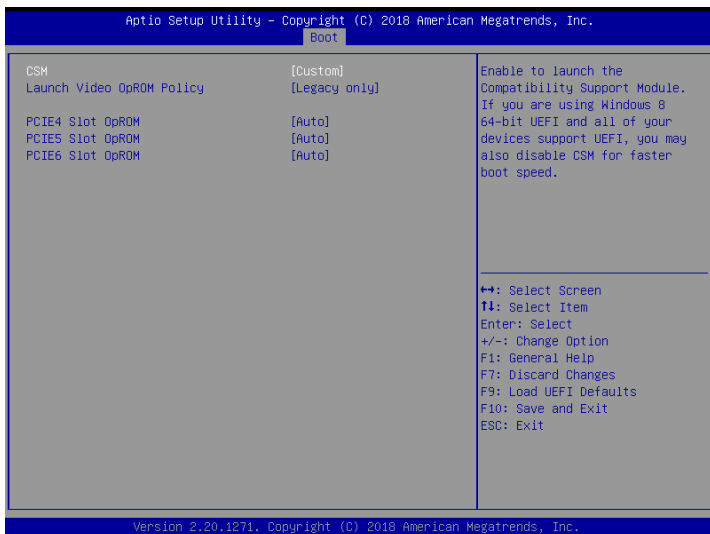 Aptio Setup Utility – Copyright (C) 2018 American Megatrends, Inc.
Boot
CSM [Custom]
Launch Video OpROM Policy [Legacy only]
PCIE4 Slot OpROM [Auto]
PCIE5 Slot OpROM [Auto]
PCIE6 Slot OpROM [Auto]
Enable to launch the
Compatibility Support Module.
If you are using Windows 8
64-bit UEFI and all of your
devices support UEFI, you may
also disable CSM for faster
boot speed.
↔: Select Screen
↑↓: Select Item
Enter: Select
+/-: Change Option
F1: General Help
F7: Discard Changes
F9: Load UEFI Defaults
F10: Save and Exit
ESC: Exit
Version 2.20.1271. Copyright (C) 2018 American Megatrends, Inc.